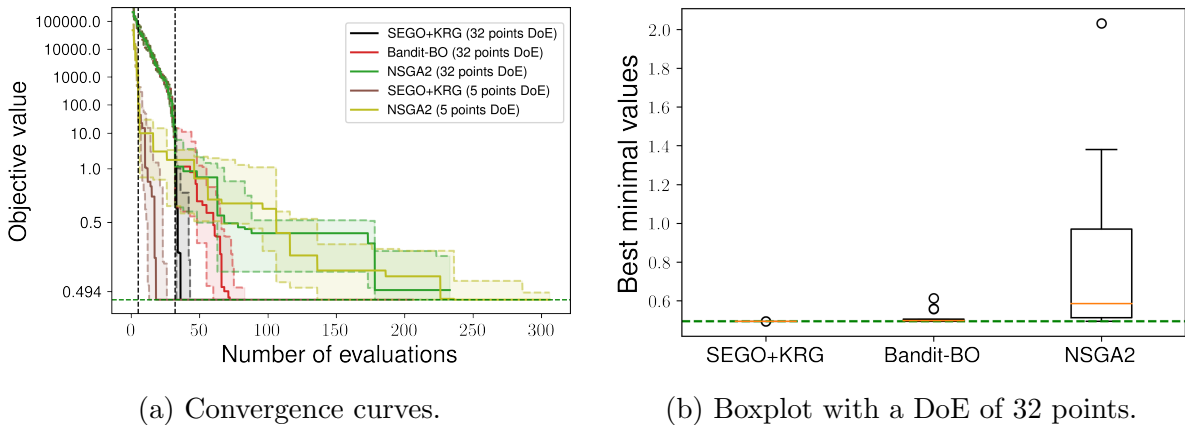 100000.0
10000.0
1000.0
100.0
10.0
1.0
0.5
0.494
Objective value
0
50
100
150
200
250
300
Number of evaluations
SEGO+KRG (32 points DoE)
Bandit-BO (32 points DoE)
NSGA2 (32 points DoE)
SEGO+KRG (5 points DoE)
NSGA2 (5 points DoE)
(a) Convergence curves.
2.0
1.8
1.6
1.4
1.2
1.0
0.8
0.6
Best minimal values
SEGO+KRG
Bandit-BO
NSGA2
(b) Boxplot with a DoE of 32 points.